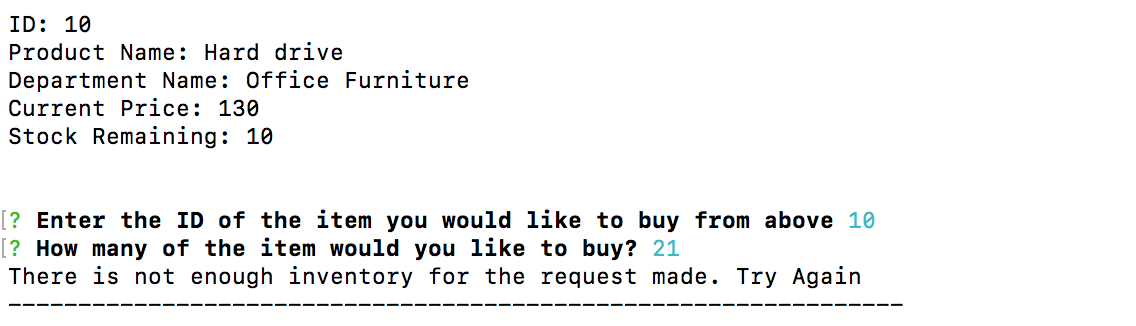 ID: 10
Product Name: Hard drive
Department Name: Office Furniture
Current Price: 130
Stock Remaining: 10
[? Enter the ID of the item you would like to buy from above 10
[? How many of the item would you like to buy? 21
There is not enough inventory for the request made. Try Again
________________________________________________________________